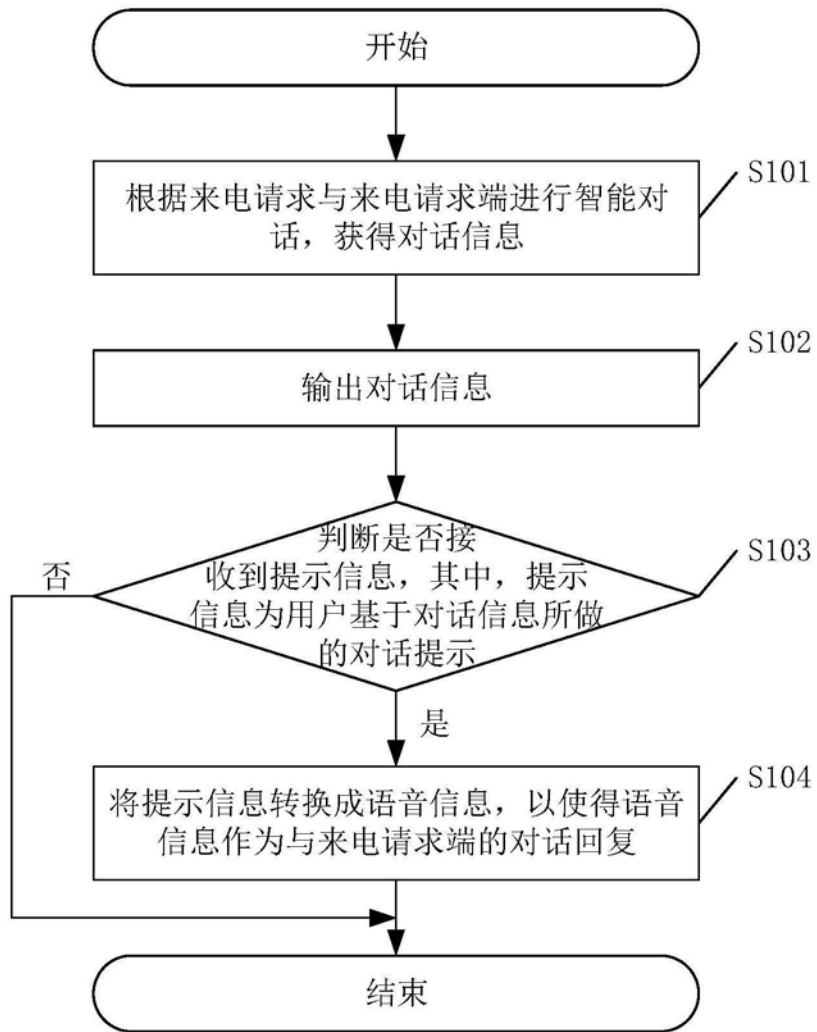 开始
S101
根据来电请求与来电请求端进行智能对
话，获得对话信息
S102
输出对话信息
S103
判断是否接
收到提示信息，其中，提示
信息为用户基于对话信息所做
的对话提示
否
是
S104
将提示信息转换成语音信息，以使得语音
信息作为与来电请求端的对话回复
结束